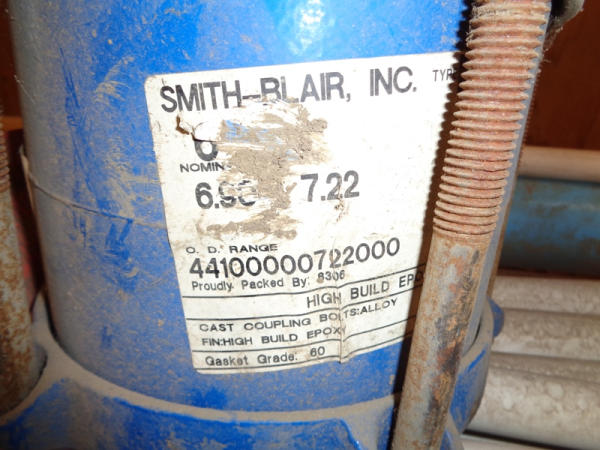 SMITH-BLAIR, INC. TYP
6
NOMIN
7.22
O. D. RANGE
44100000722000
Proudly Packed By: 8306
HIGH BUILD EPO
CAST COUPLING BOLTS:ALLOY
FIN:HIGH BUILD EPOXY
Gasket Grade: 60